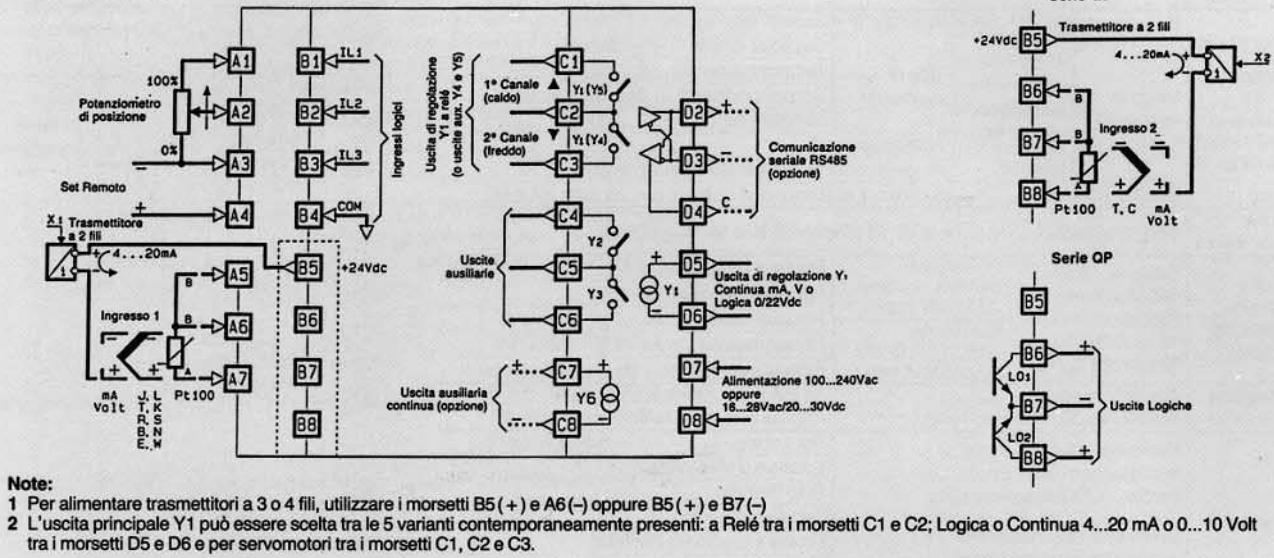 A1
A2
A3
A4
A5
A6
A7
100%
Potenziometro
di posizione
0%
–
Set Remoto
+
X1
Trasmettitore
a 2 fili
+
4...20mA
–
1
Ingresso 1
– –
+ +
mA
Volt
J, L
T, K
R, S
B, N
E, W
B
B
A
Pt100
B1
B2
B3
B4
B5
B6
B7
B8
IL1
IL2
IL3
COM
Ingressi logici
+24Vdc
Uscita di regolazione
Y1 a relé
(o uscite aux. Y4 e Y5)
1° Canale
(caldo)
2° Canale
(freddo)
C1
C2
C3
Y1 (Y5)
Y1 (Y4)
Uscite
ausiliarie
C4
C5
C6
Y2
Y3
Uscita ausiliaria
continua (opzione)
+
–
C7
C8
+
Y6
–
D2
D3
D4
+
–
C
Comunicazione
seriale RS485
(opzione)
D5
D6
+
Y1
–
Uscita di regolazione Y1
Continua mA, V o
Logica 0/22Vdc
D7
D8
Alimentazione 100...240Vac
oppure
16...28Vac/20...30Vdc
+24Vdc
B5
B6
B7
B8
Trasmettitore a 2 fili
4...20mA
+
–
1
X2
B
B
A
Ingresso 2
– –
+ +
Pt100
T. C
mA
Volt
Serie QP
B5
B6
B7
B8
LO1
LO2
+
–
+
Uscite Logiche
Note:
1 Per alimentare trasmettitori a 3 o 4 fili, utilizzare i morsetti B5(+) e A6(–) oppure B5(+) e B7(–)
2 L'uscita principale Y1 può essere scelta tra le 5 varianti contemporaneamente presenti: a Relé tra i morsetti C1 e C2; Logica o Continua 4...20 mA o 0...10 Volt
tra i morsetti D5 e D6 e per servomotori tra i morsetti C1, C2 e C3.